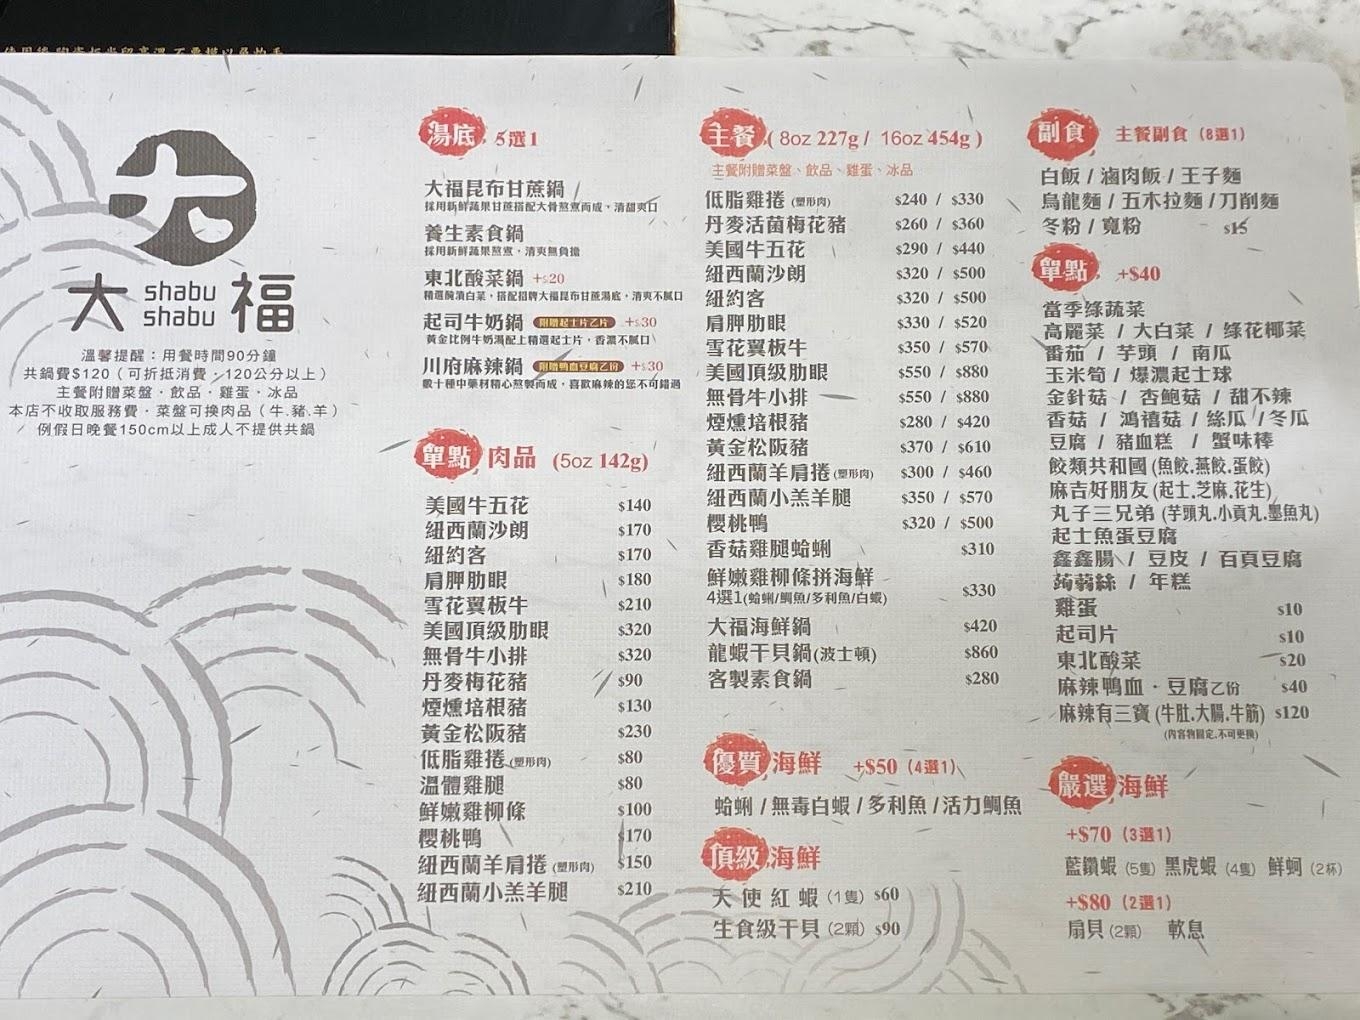 大福
shabu
shabu
溫馨提醒：用餐時間90分鐘
共鍋費$120（可折抵消費．120公分以上）
主餐附贈菜盤．飲品．雞蛋．冰品
本店不收取服務費．菜盤可換肉品（牛.豬.羊）
例假日晚餐150cm以上成人不提供共鍋
湯底 5選1
大福昆布甘蔗鍋
採用新鮮蔬果甘蔗搭配大骨熬煮而成，清甜爽口
養生素食鍋
採用新鮮蔬果熬煮，清爽無負擔
東北酸菜鍋 +$20
精選醃漬白菜，搭配招牌大福昆布甘蔗湯底，清爽不膩口
起司牛奶鍋 附贈起士片乙片 +$30
黃金比例牛奶湯配上精選起士片，香濃不膩口
川府麻辣鍋 附贈鴨血豆腐乙份 +$30
數十種中藥材精心熬製而成，喜歡麻辣的您不可錯過
單點 肉品 (5oz 142g)
美國牛五花 $140
紐西蘭沙朗 $170
紐約客 $170
肩胛肋眼 $180
雪花翼板牛 $210
美國頂級肋眼 $320
無骨牛小排 $320
丹麥梅花豬 $90
煙燻培根豬 $130
黃金松阪豬 $230
低脂雞捲(塑形肉) $80
溫體雞腿 $80
鮮嫩雞柳條 $100
櫻桃鴨 $170
紐西蘭羊肩捲(塑形肉) $150
紐西蘭小羔羊腿 $210
主餐 ( 8oz 227g / 16oz 454g )
主餐附贈菜盤、飲品、雞蛋、冰品
低脂雞捲(塑形肉) $240 / $330
丹麥活菌梅花豬 $260 / $360
美國牛五花 $290 / $440
紐西蘭沙朗 $320 / $500
紐約客 $320 / $500
肩胛肋眼 $330 / $520
雪花翼板牛 $350 / $570
美國頂級肋眼 $550 / $880
無骨牛小排 $550 / $880
煙燻培根豬 $280 / $420
黃金松阪豬 $370 / $610
紐西蘭羊肩捲(塑形肉) $300 / $460
紐西蘭小羔羊腿 $350 / $570
櫻桃鴨 $320 / $500
香菇雞腿蛤蜊 $310
鮮嫩雞柳條拼海鮮 $330
4選1(蛤蜊/鯛魚/多利魚/白蝦)
大福海鮮鍋 $420
龍蝦干貝鍋(波士頓) $860
客製素食鍋 $280
優質 海鮮 +$50 (4選1)
蛤蜊 / 無毒白蝦 / 多利魚 / 活力鯛魚
頂級 海鮮
天使紅蝦 (1隻) $60
生食級干貝 (2顆) $90
副食 主餐副食 (8選1)
白飯 / 滷肉飯 / 王子麵
烏龍麵 / 五木拉麵 / 刀削麵
冬粉 / 寬粉 $15
單點 +$40
當季綠蔬菜
高麗菜 / 大白菜 / 綠花椰菜
番茄 / 芋頭 / 南瓜
玉米筍 / 爆濃起士球
金針菇 / 杏鮑菇 / 甜不辣
香菇 / 鴻禧菇 / 絲瓜 / 冬瓜
豆腐 / 豬血糕 / 蟹味棒
餃類共和國(魚餃.燕餃.蛋餃)
麻吉好朋友(起士.芝麻.花生)
丸子三兄弟(芋頭丸.小貢丸.墨魚丸)
起士魚蛋豆腐
鑫鑫腸 / 豆皮 / 百頁豆腐
蒟蒻絲 / 年糕
雞蛋 $10
起司片 $10
東北酸菜 $20
麻辣鴨血．豆腐乙份 $40
麻辣有三寶(牛肚.大腸.牛筋) $120
(內容物固定.不可更換)
嚴選 海鮮
+$70 (3選1)
藍鑽蝦 (5隻) 黑虎蝦 (4隻) 鮮蚵 (2杯)
+$80 (2選1)
扇貝(2顆) 軟息